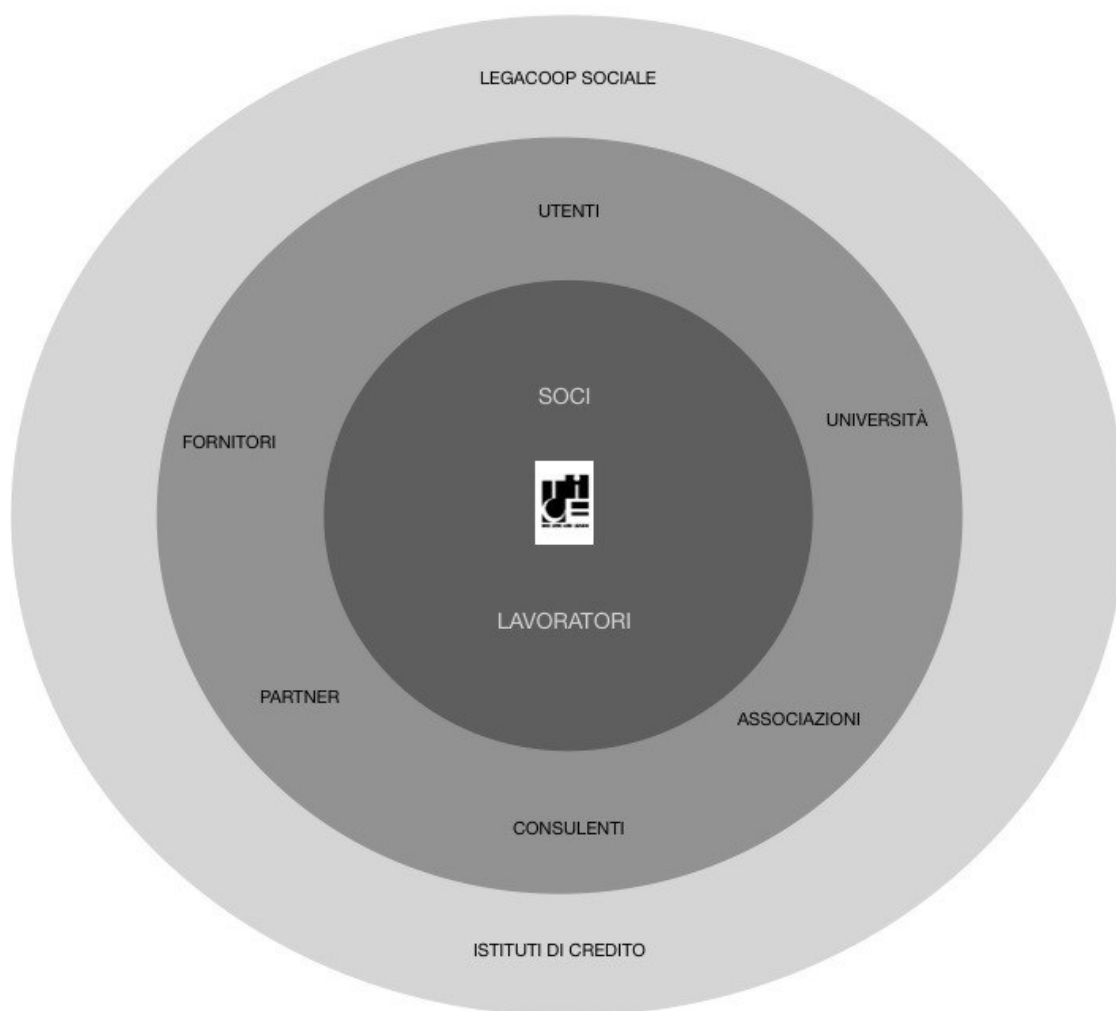 LEGACOOP SOCIALE
UTENTI
SOCI
UNIVERSITÀ
FORNITORI
LAVORATORI
PARTNER
ASSOCIAZIONI
CONSULENTI
ISTITUTI DI CREDITO